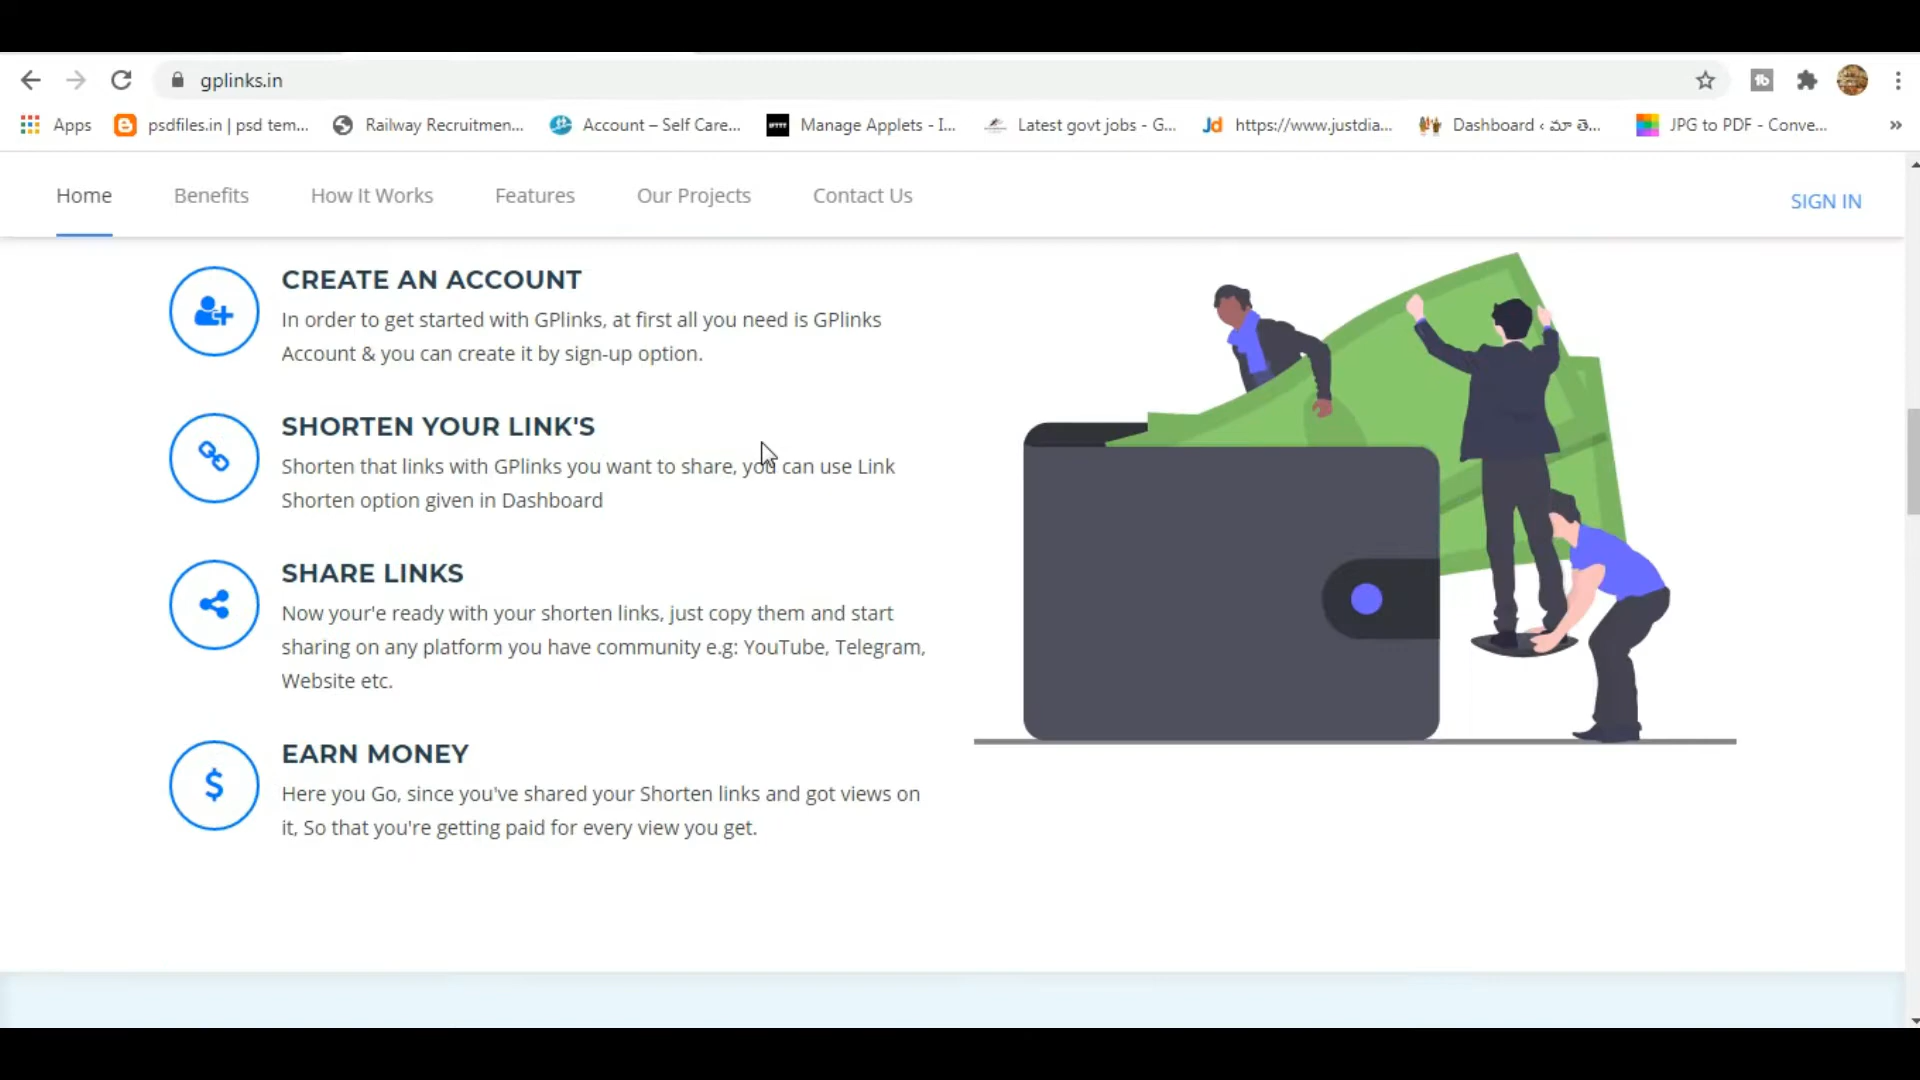 gplinks.in
Apps psdfiles.in | psd tem... Railway Recruitmen... Account – Self Care... IFTTT Manage Applets - I... Latest govt jobs - G... Jd https://www.justdia... Dashboard ‹ మా తె... JPG to PDF - Conve... »
Home Benefits How It Works Features Our Projects Contact Us SIGN IN
CREATE AN ACCOUNT
In order to get started with GPlinks, at first all you need is GPlinks
Account & you can create it by sign-up option.
SHORTEN YOUR LINK'S
Shorten that links with GPlinks you want to share, you can use Link
Shorten option given in Dashboard
SHARE LINKS
Now your'e ready with your shorten links, just copy them and start
sharing on any platform you have community e.g: YouTube, Telegram,
Website etc.
$ EARN MONEY
Here you Go, since you've shared your Shorten links and got views on
it, So that you're getting paid for every view you get.